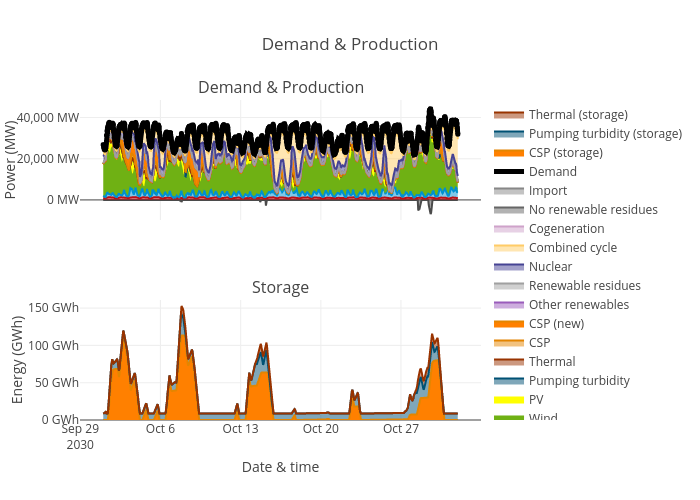 Demand & Production
Demand & Production
Power (MW)
40,000 MW
20,000 MW
0 MW
Storage
Energy (GWh)
150 GWh
100 GWh
50 GWh
0 GWh
Sep 29
2030
Oct 6
Oct 13
Oct 20
Oct 27
Date & time
Thermal (storage)
Pumping turbidity (storage)
CSP (storage)
Demand
Import
No renewable residues
Cogeneration
Combined cycle
Nuclear
Renewable residues
Other renewables
CSP (new)
CSP
Thermal
Pumping turbidity
PV
Wind